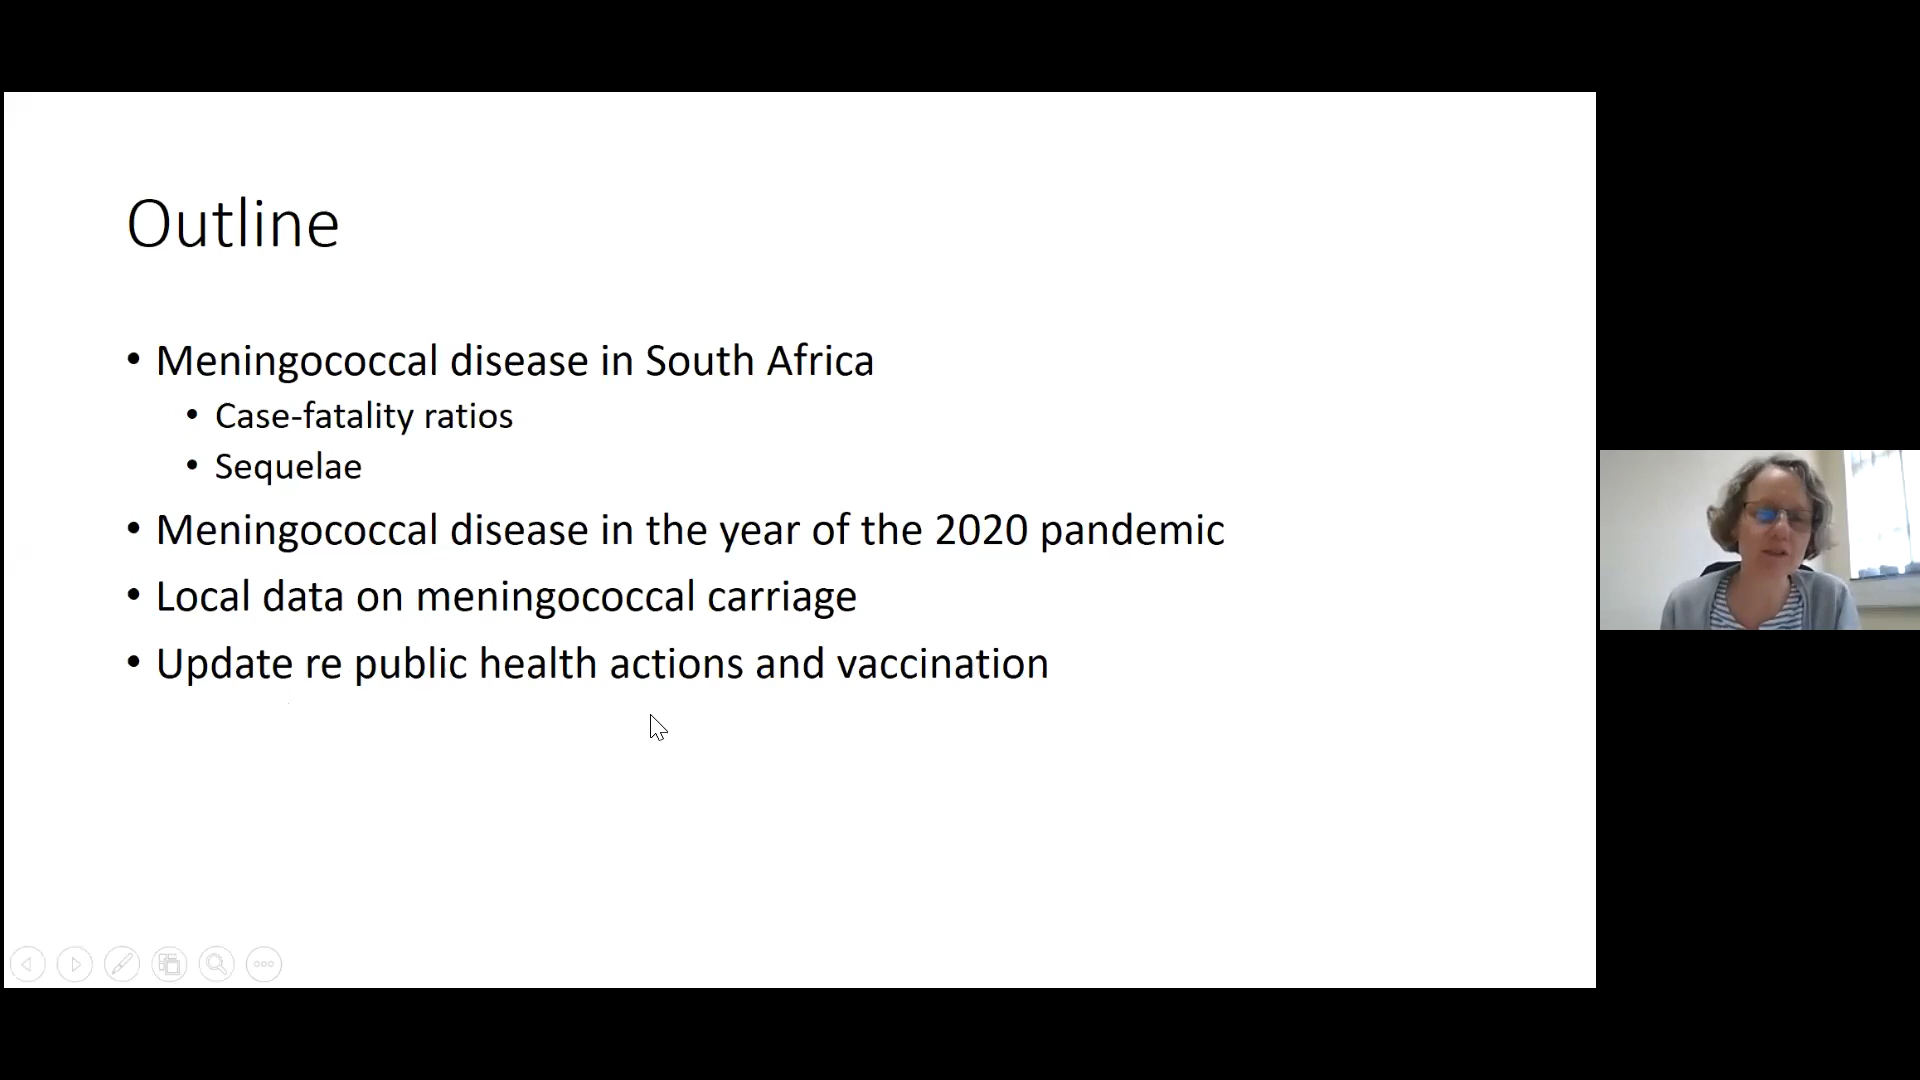 Outline
• Meningococcal disease in South Africa
• Case-fatality ratios
• Sequelae
• Meningococcal disease in the year of the 2020 pandemic
• Local data on meningococcal carriage
• Update re public health actions and vaccination